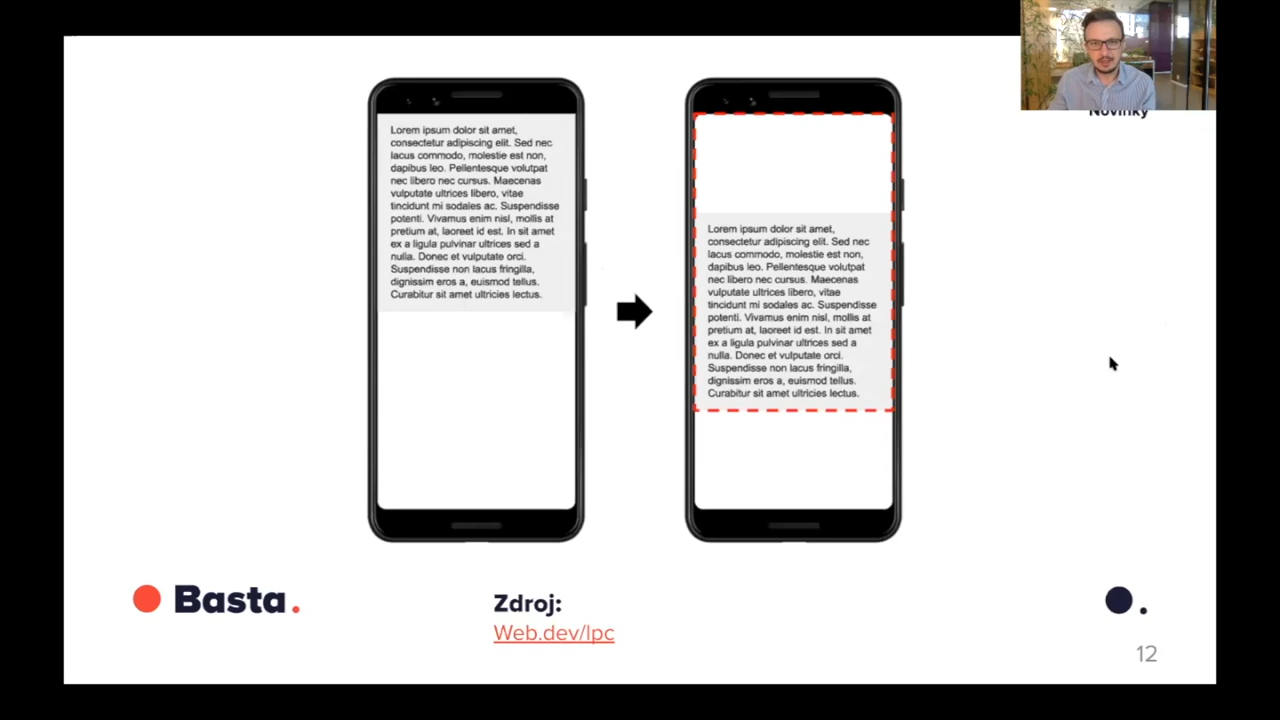 Novinky
Lorem ipsum dolor sit amet,
consectetur adipiscing elit. Sed nec
lacus commodo, molestie est non,
dapibus leo. Pellentesque volutpat
nec libero nec cursus. Maecenas
vulputate ultrices libero, vitae
tincidunt mi sodales ac. Suspendisse
potenti. Vivamus enim nisl, mollis at
pretium at, laoreet id est. In sit amet
ex a ligula pulvinar ultrices sed a
nulla. Donec et vulputate orci.
Suspendisse non lacus fringilla,
dignissim eros a, euismod tellus.
Curabitur sit amet ultricies lectus.
Lorem ipsum dolor sit amet,
consectetur adipiscing elit. Sed nec
lacus commodo, molestie est non,
dapibus leo. Pellentesque volutpat
nec libero nec cursus. Maecenas
vulputate ultrices libero, vitae
tincidunt mi sodales ac. Suspendisse
potenti. Vivamus enim nisl, mollis at
pretium at, laoreet id est. In sit amet
ex a ligula pulvinar ultrices sed a
nulla. Donec et vulputate orci.
Suspendisse non lacus fringilla,
dignissim eros a, euismod tellus.
Curabitur sit amet ultricies lectus.
Basta.
Zdroj:
Web.dev/lpc
12